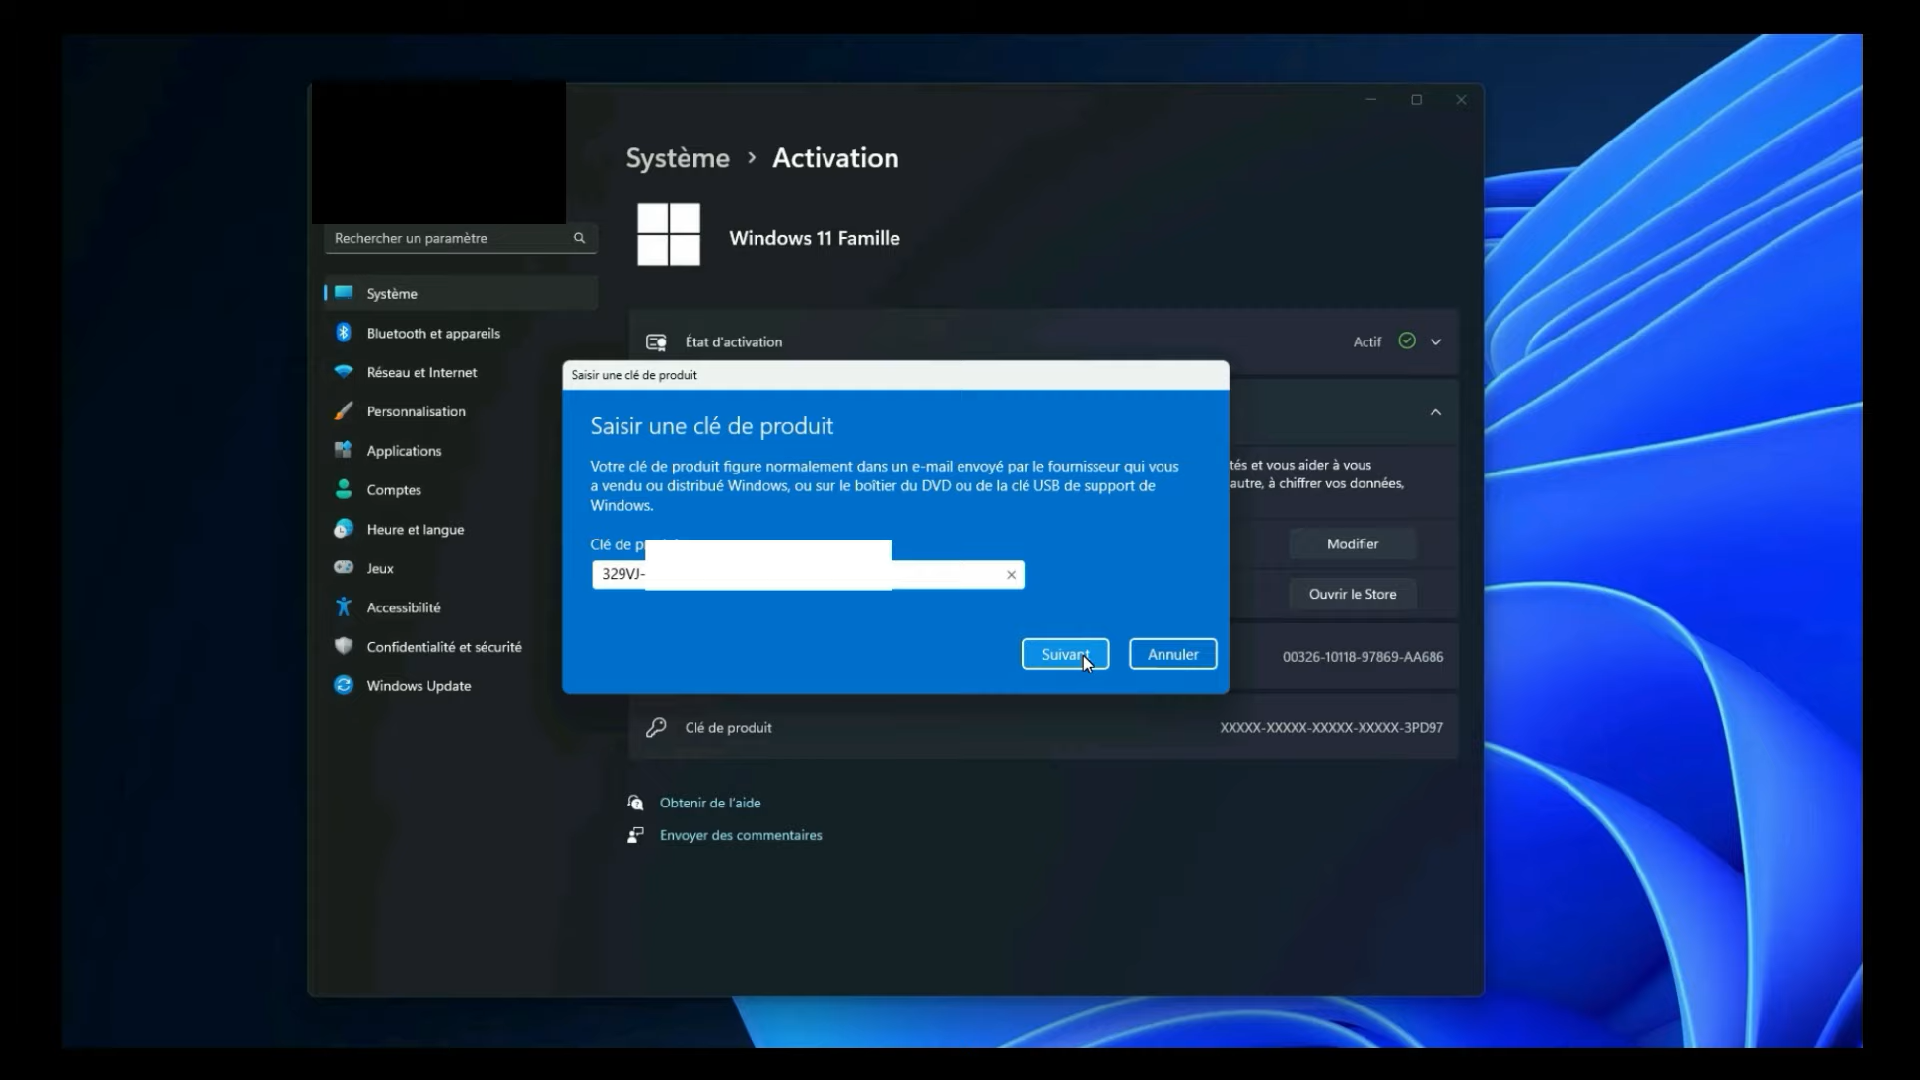 Système > Activation
Windows 11 Famille
Rechercher un paramètre
Système
Bluetooth et appareils
Réseau et Internet
Personnalisation
Applications
Comptes
Heure et langue
Jeux
Accessibilité
Confidentialité et sécurité
Windows Update
État d'activation
Actif
Saisir une clé de produit
Saisir une clé de produit
Votre clé de produit figure normalement dans un e-mail envoyé par le fournisseur qui vous
a vendu ou distribué Windows, ou sur le boîtier du DVD ou de la clé USB de support de
Windows.
Clé de
329VJ-
Suivant
Annuler
et vous aider à vous
autre, à chiffrer vos données,
Modifier
Ouvrir le Store
00326-10118-97869-AA686
Clé de produit
XXXXX-XXXXX-XXXXX-XXXXX-3PD97
Obtenir de l'aide
Envoyer des commentaires